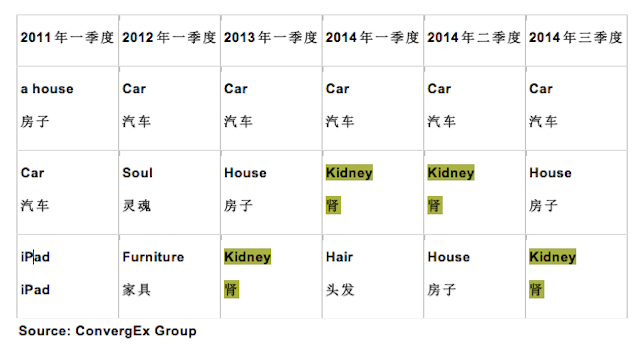 2011年一季度 2012年一季度 2013年一季度 2014年一季度 2014年二季度 2014年三季度
a house Car Car Car Car Car
房子 汽车 汽车 汽车 汽车 汽车
Car Soul House Kidney Kidney House
汽车 灵魂 房子 肾 肾 房子
iPad Furniture Kidney Hair House Kidney
iPad 家具 肾 头发 房子 肾
Source: ConvergEx Group